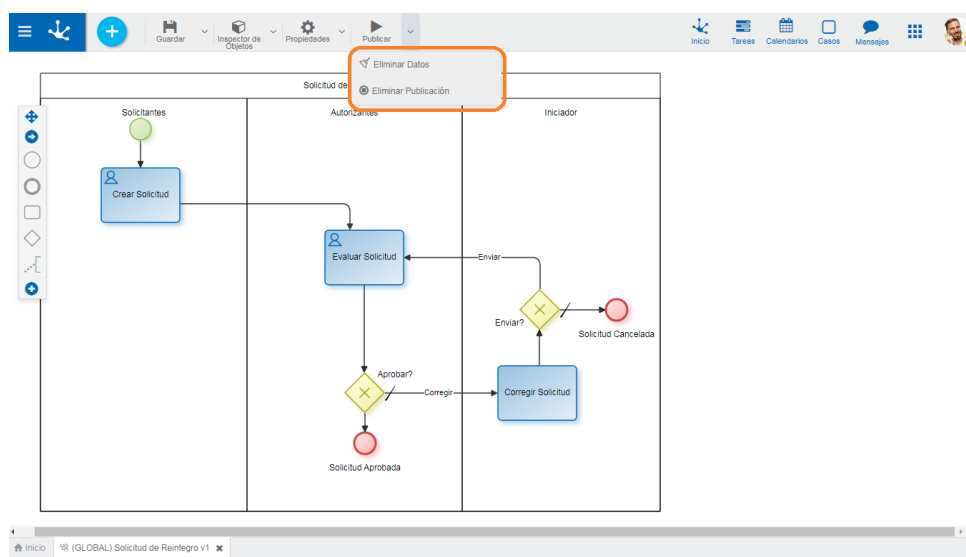 Guardar
Inspector de
Objetos
Propiedades
Publicar
Inicio
Tareas
Calendarios
Casos
Mensajes
Eliminar Datos
Eliminar Publicación
Solicitud de
Solicitantes
Autorizantes
Iniciador
Crear Solicitud
Evaluar Solicitud
Enviar
Enviar?
Solicitud Cancelada
Aprobar?
Corregir
Corregir Solicitud
Solicitud Aprobada
Inicio
(GLOBAL) Solicitud de Reintegro v1